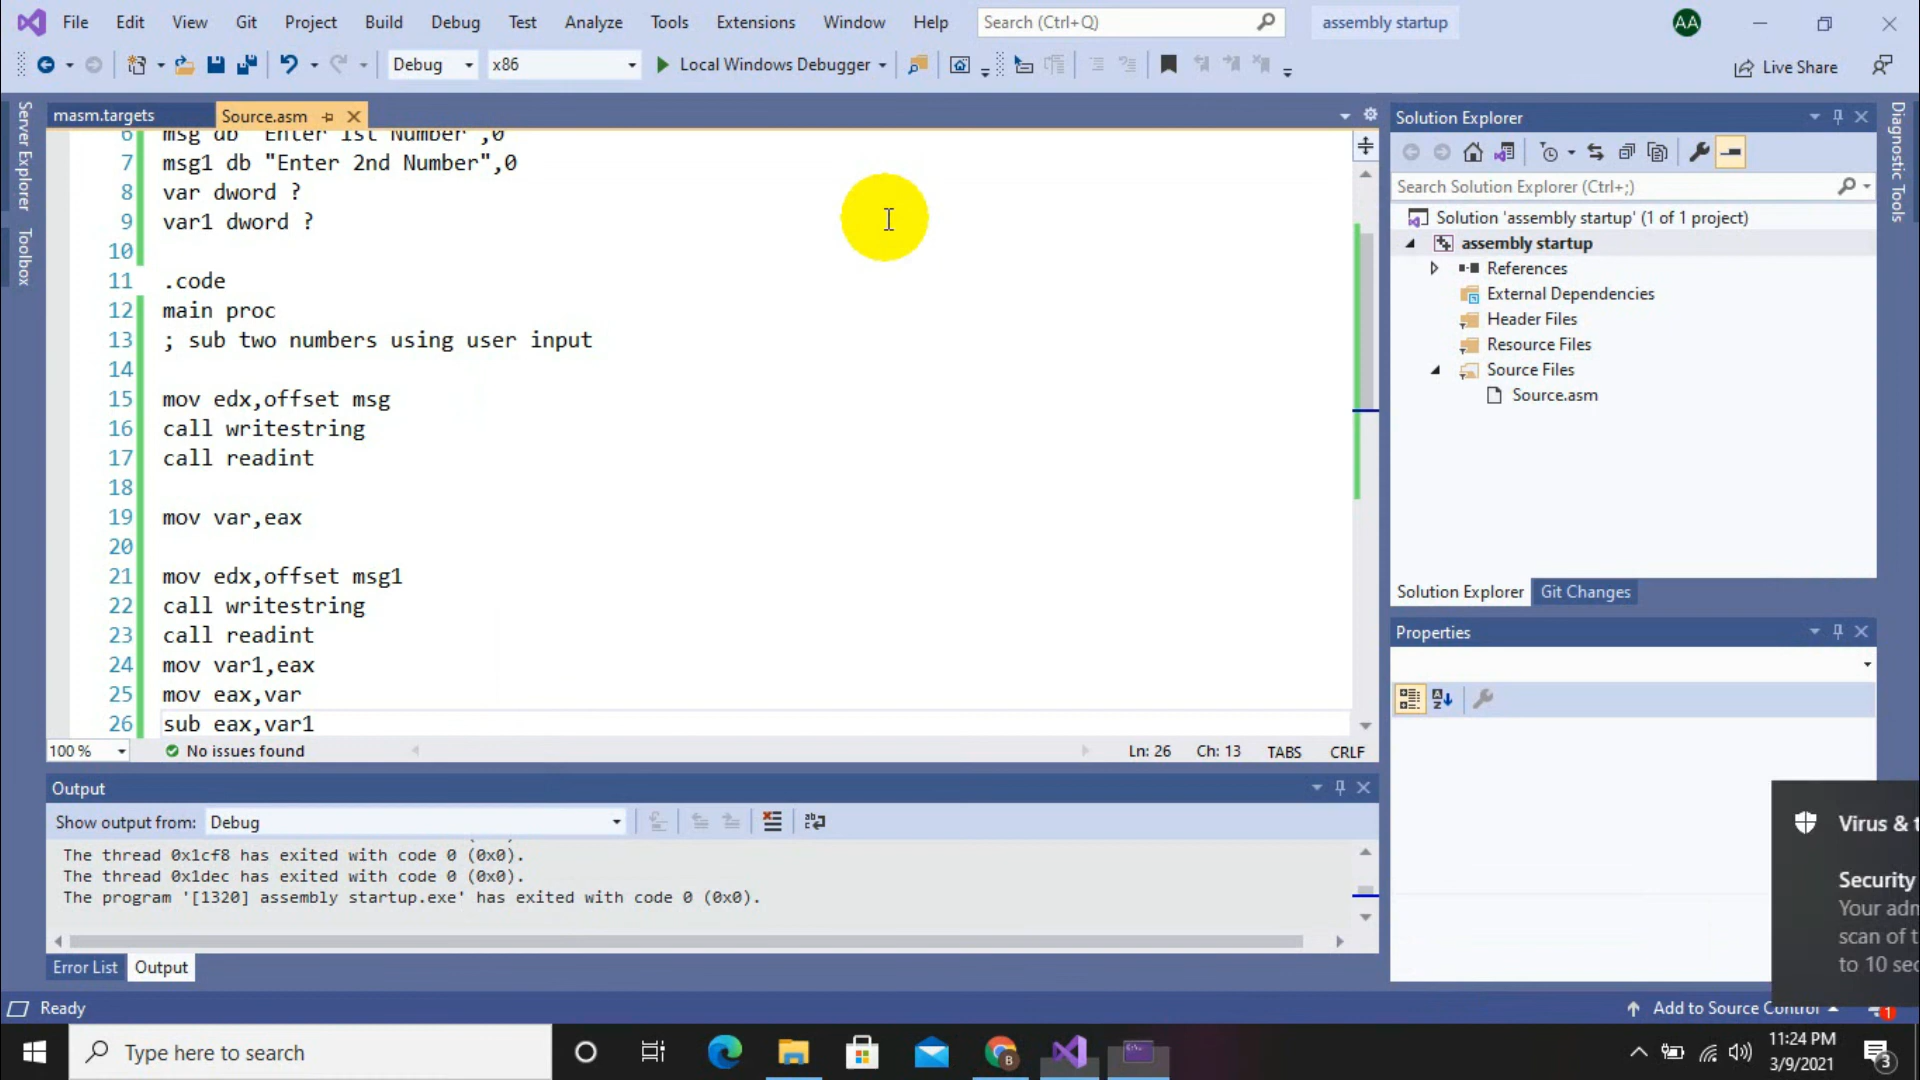 File Edit View Git Project Build Debug Test Analyze Tools Extensions Window Help Search (Ctrl+Q) assembly startup AA
Debug x86 Local Windows Debugger Live Share
Server Explorer
Toolbox
masm.targets Source.asm
6 msg db "Enter 1st Number",0
7 msg1 db "Enter 2nd Number",0
8 var dword ?
9 var1 dword ?
10
11 .code
12 main proc
13 ; sub two numbers using user input
14
15 mov edx,offset msg
16 call writestring
17 call readint
18
19 mov var,eax
20
21 mov edx,offset msg1
22 call writestring
23 call readint
24 mov var1,eax
25 mov eax,var
26 sub eax,var1
100 % No issues found Ln: 26 Ch: 13 TABS CRLF
Output
Show output from: Debug
The thread 0x1cf8 has exited with code 0 (0x0).
The thread 0x1dec has exited with code 0 (0x0).
The program '[1320] assembly startup.exe' has exited with code 0 (0x0).
Error List Output
Solution Explorer
Search Solution Explorer (Ctrl+;)
Solution 'assembly startup' (1 of 1 project)
assembly startup
References
External Dependencies
Header Files
Resource Files
Source Files
Source.asm
Solution Explorer Git Changes
Properties
Diagnostic Tools
Virus & t
Security
Your adm
scan of t
to 10 sec
Ready Add to Source Control 1
Type here to search
B
11:24 PM
3/9/2021
3